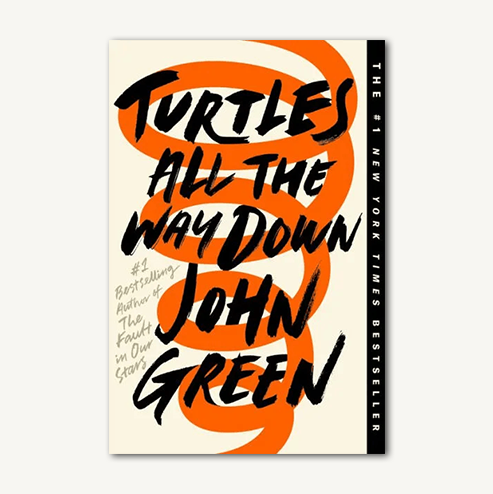 TURTLES
ALL THE
WAY DOWN
#1
Bestselling
Author of
The
Fault
in Our
Stars
JOHN
GREEN
THE #1 NEW YORK TIMES BESTSELLER